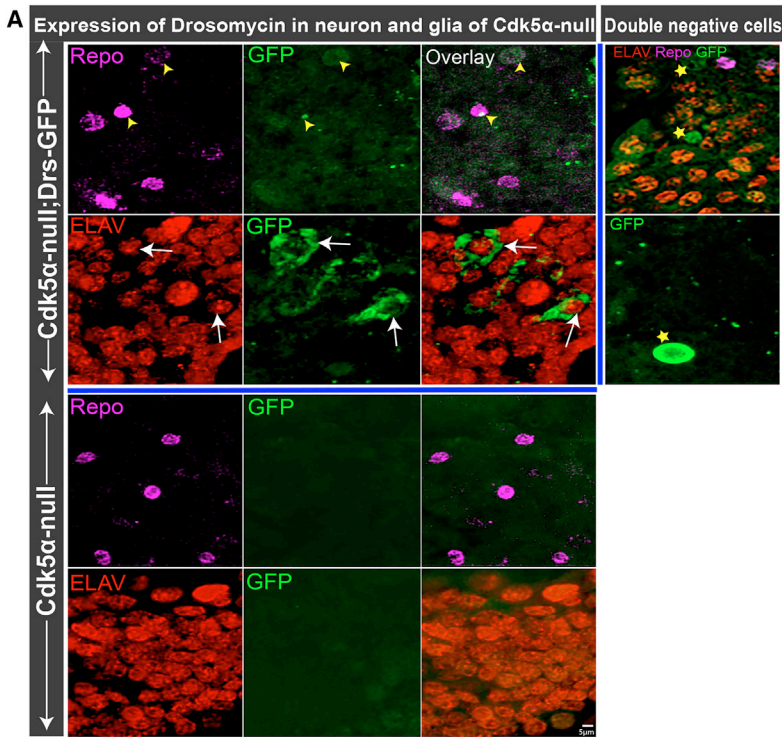 A
Expression of Drosomycin in neuron and glia of Cdk5α-null
Double negative cells
Cdk5α-null;Drs-GFP
Repo
GFP
Overlay
ELAV Repo GFP
ELAV
GFP
GFP
Cdk5α-null
Repo
GFP
ELAV
GFP
5μm